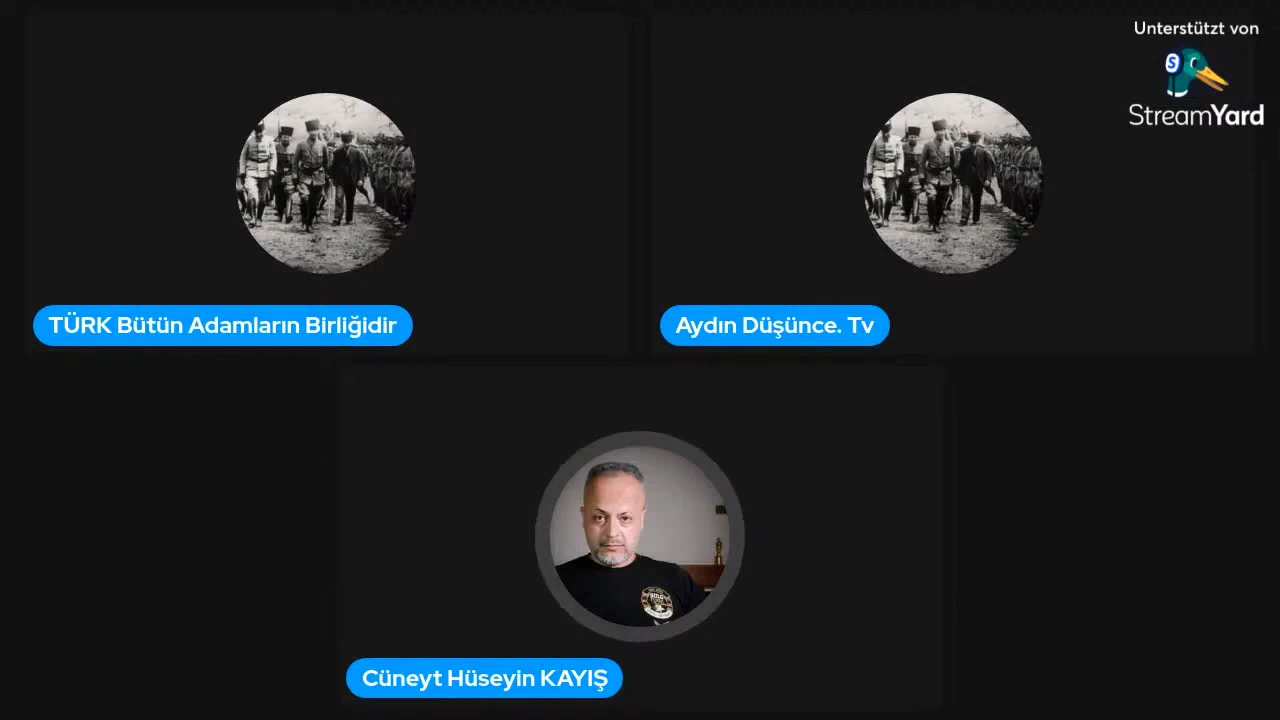 Unterstützt von
StreamYard
TÜRK Bütün Adamların Birliğidir
Aydın Düşünce. Tv
Cüneyt Hüseyin KAYIŞ